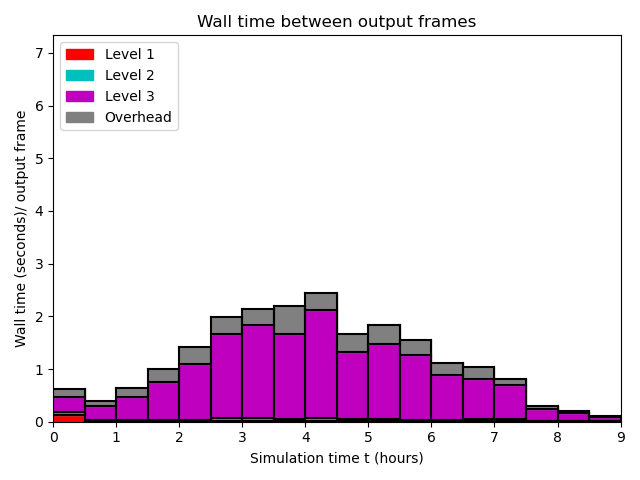 Wall time between output frames
Level 1
Level 2
Level 3
Overhead
7
6
5
4
3
2
1
0
Wall time (seconds)/ output frame
0 1 2 3 4 5 6 7 8 9
Simulation time t (hours)